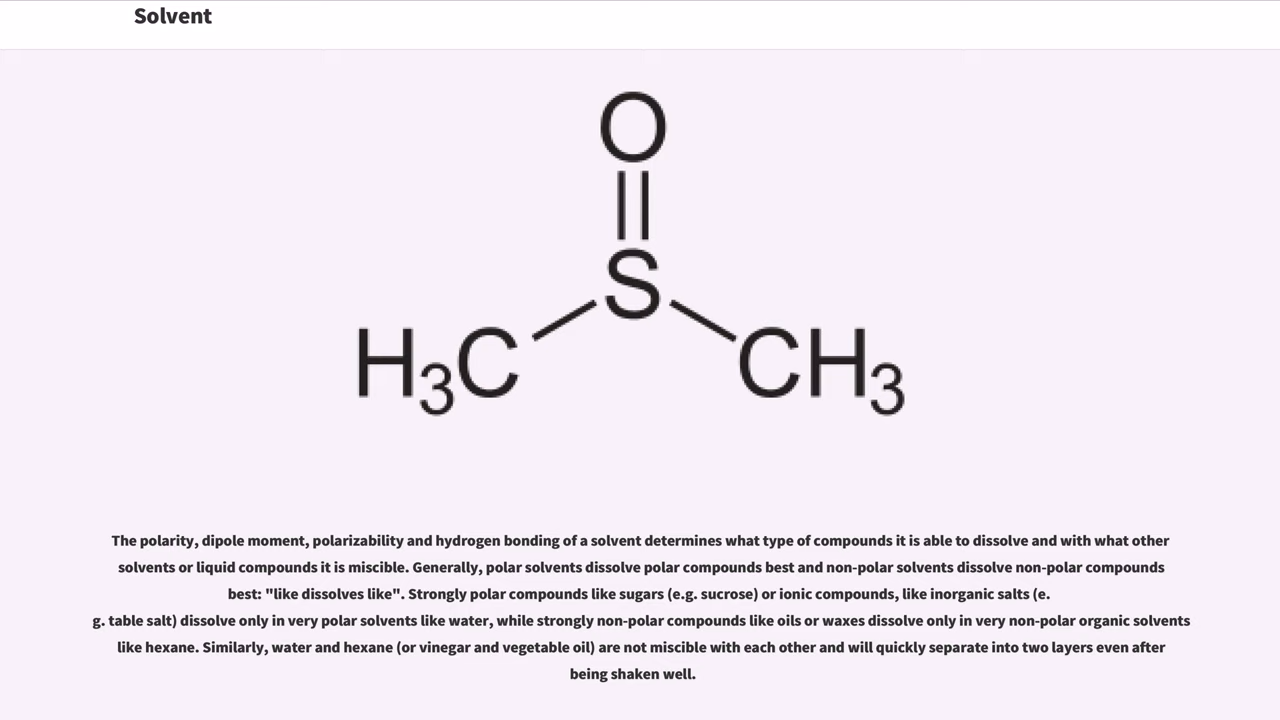 Solvent
O
S
H3C CH3
The polarity, dipole moment, polarizability and hydrogen bonding of a solvent determines what type of compounds it is able to dissolve and with what other
solvents or liquid compounds it is miscible. Generally, polar solvents dissolve polar compounds best and non-polar solvents dissolve non-polar compounds
best: "like dissolves like". Strongly polar compounds like sugars (e.g. sucrose) or ionic compounds, like inorganic salts (e.
g. table salt) dissolve only in very polar solvents like water, while strongly non-polar compounds like oils or waxes dissolve only in very non-polar organic solvents
like hexane. Similarly, water and hexane (or vinegar and vegetable oil) are not miscible with each other and will quickly separate into two layers even after
being shaken well.